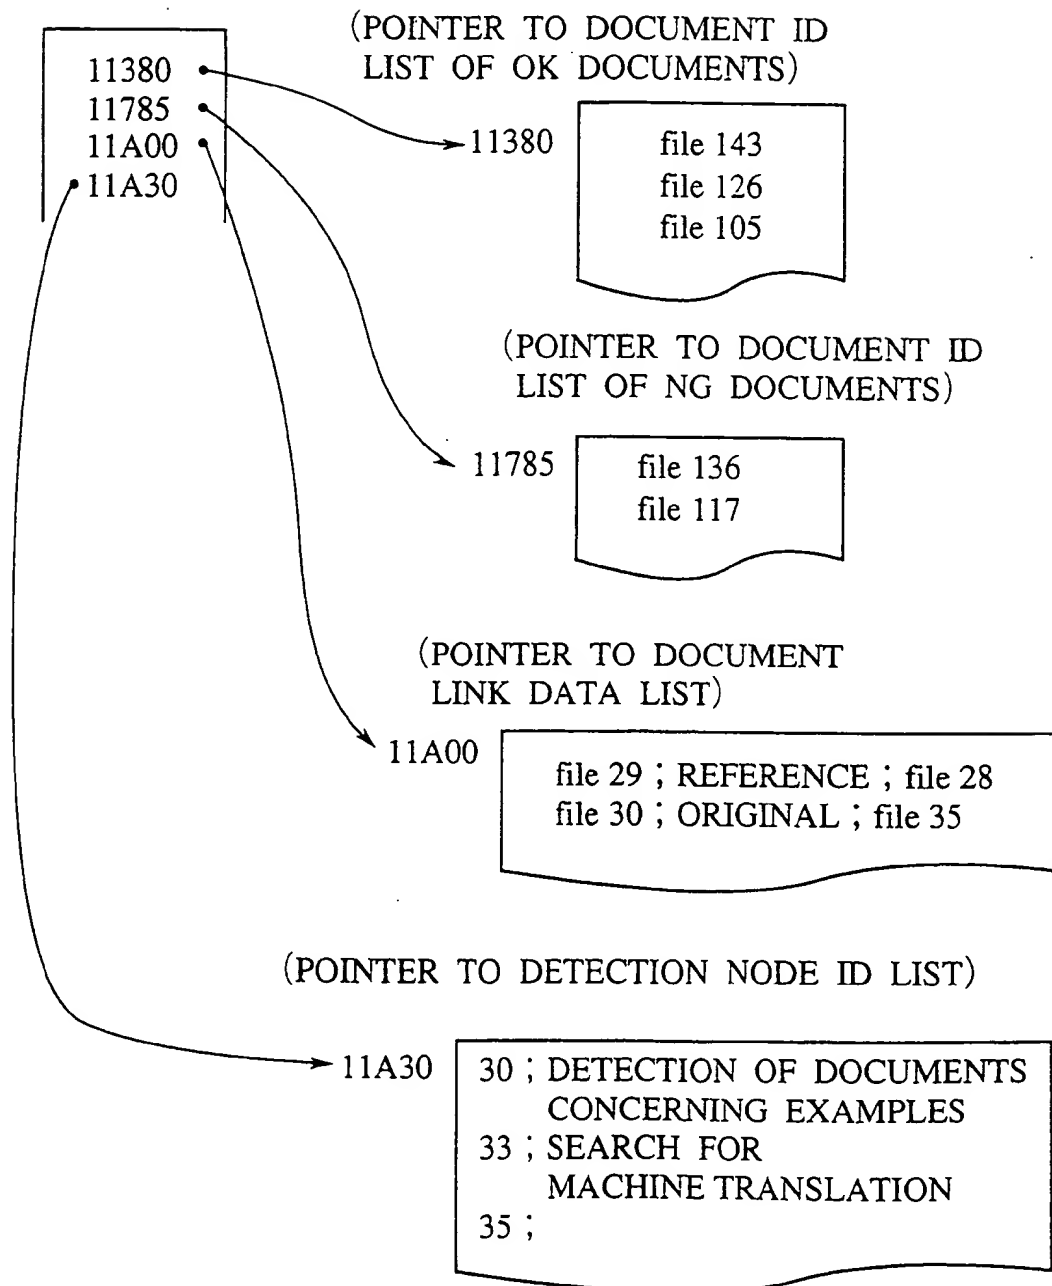 11380
11785
11A00
11A30
(POINTER TO DOCUMENT ID
LIST OF OK DOCUMENTS)
11380
file 143
file 126
file 105
(POINTER TO DOCUMENT ID
LIST OF NG DOCUMENTS)
11785
file 136
file 117
(POINTER TO DOCUMENT
LINK DATA LIST)
11A00
file 29 ; REFERENCE ; file 28
file 30 ; ORIGINAL ; file 35
(POINTER TO DETECTION NODE ID LIST)
11A30
30 ; DETECTION OF DOCUMENTS
CONCERNING EXAMPLES
33 ; SEARCH FOR
MACHINE TRANSLATION
35 ;